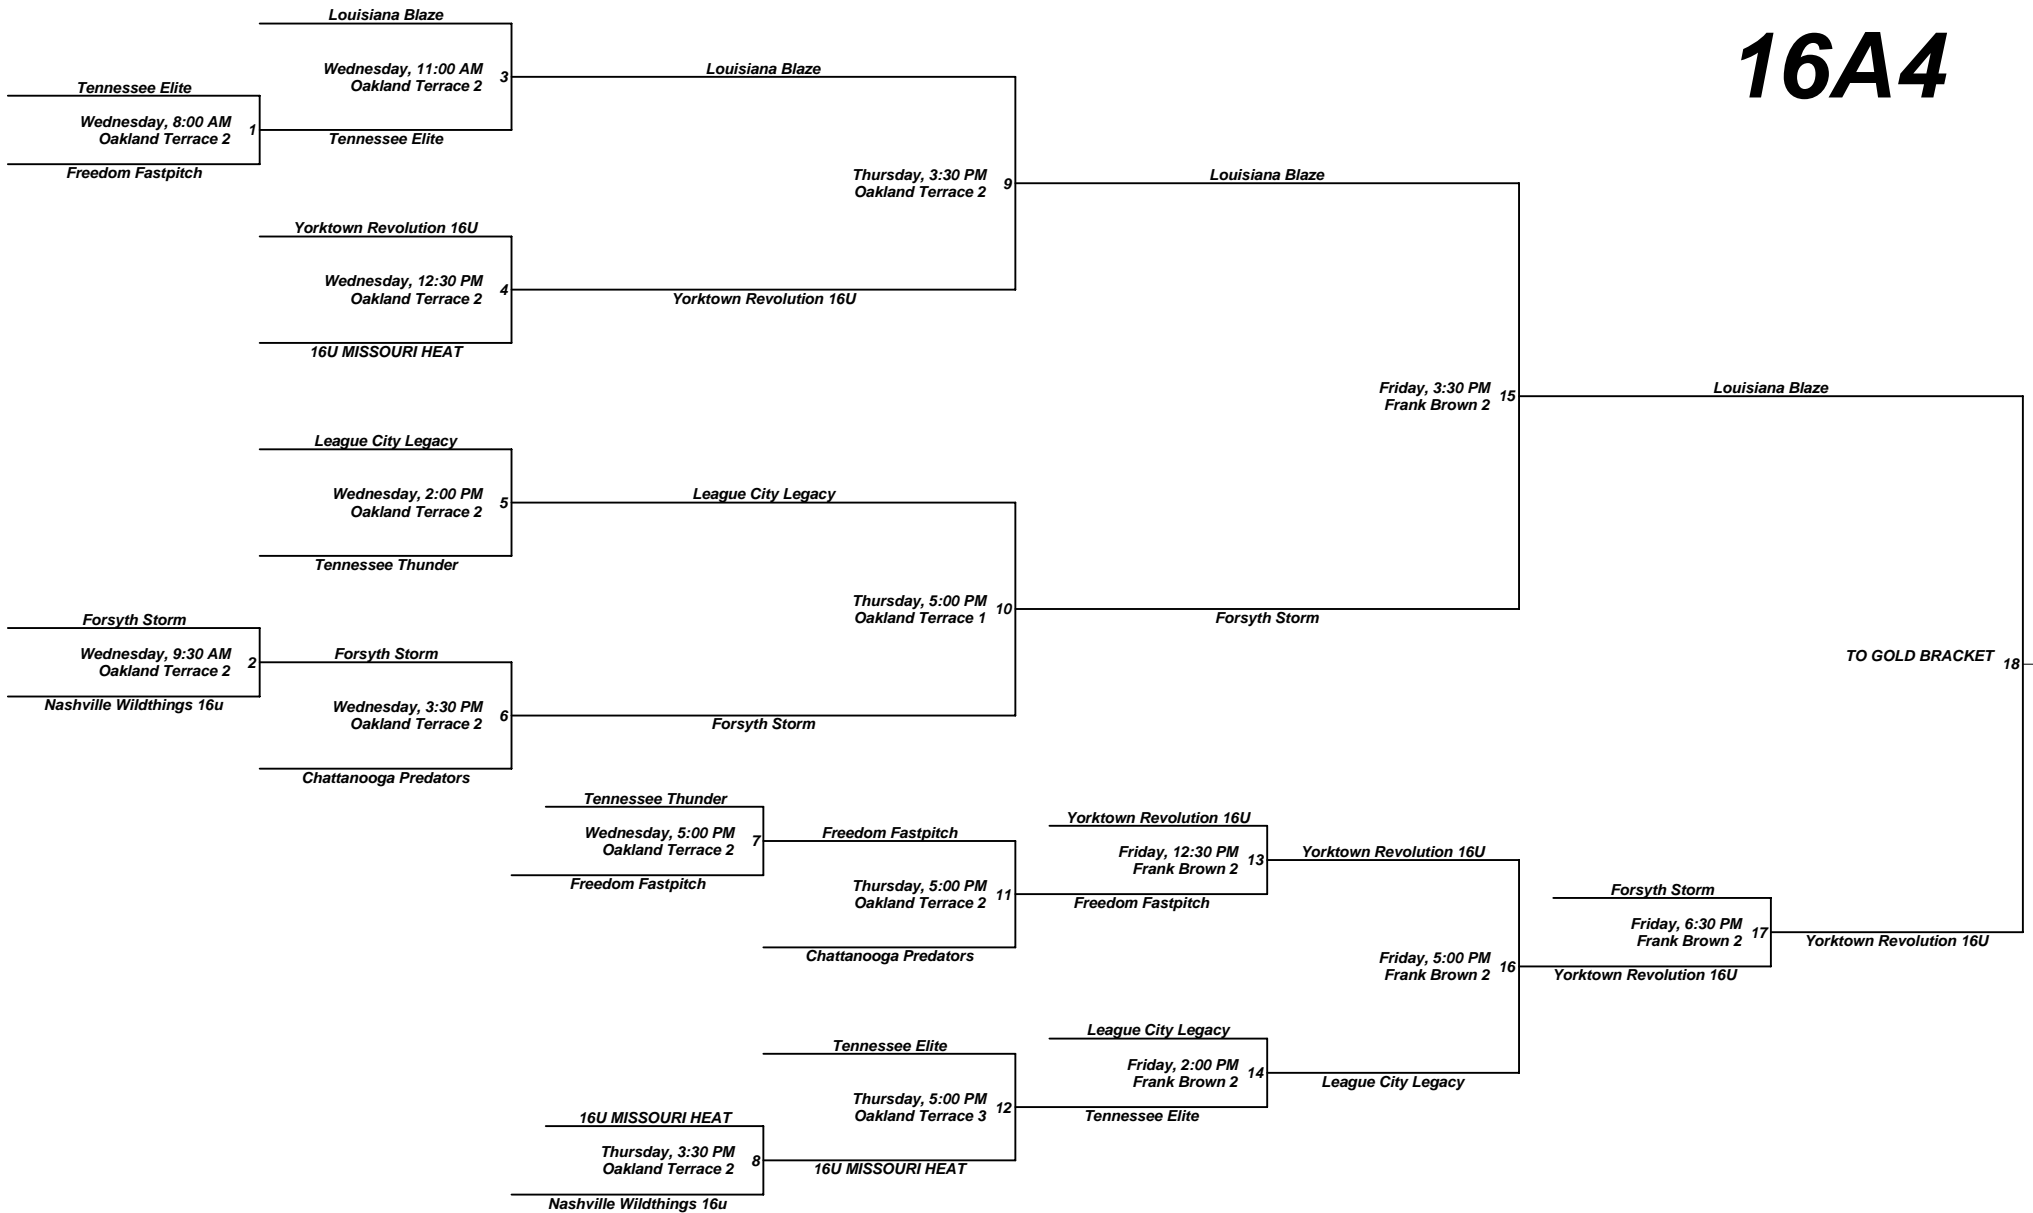 16A4
Louisiana Blaze
Wednesday, 11:00 AM
Oakland Terrace 2
3
Louisiana Blaze
Tennessee Elite
Wednesday, 8:00 AM
Oakland Terrace 2
1
Tennessee Elite
Freedom Fastpitch
Thursday, 3:30 PM
Oakland Terrace 2
9
Louisiana Blaze
Yorktown Revolution 16U
Wednesday, 12:30 PM
Oakland Terrace 2
4
Yorktown Revolution 16U
16U MISSOURI HEAT
Friday, 3:30 PM
Frank Brown 2
15
Louisiana Blaze
League City Legacy
Wednesday, 2:00 PM
Oakland Terrace 2
5
League City Legacy
Tennessee Thunder
Thursday, 5:00 PM
Oakland Terrace 1
10
Forsyth Storm
Forsyth Storm
Wednesday, 9:30 AM
Oakland Terrace 2
2
Forsyth Storm
Nashville Wildthings 16u
Wednesday, 3:30 PM
Oakland Terrace 2
6
Forsyth Storm
Chattanooga Predators
TO GOLD BRACKET
18
Tennessee Thunder
Wednesday, 5:00 PM
Oakland Terrace 2
7
Freedom Fastpitch
Freedom Fastpitch
Thursday, 5:00 PM
Oakland Terrace 2
11
Freedom Fastpitch
Chattanooga Predators
Yorktown Revolution 16U
Friday, 12:30 PM
Frank Brown 2
13
Yorktown Revolution 16U
Forsyth Storm
Friday, 6:30 PM
Frank Brown 2
17
Yorktown Revolution 16U
Friday, 5:00 PM
Frank Brown 2
16
Yorktown Revolution 16U
League City Legacy
Friday, 2:00 PM
Frank Brown 2
14
League City Legacy
Tennessee Elite
Thursday, 5:00 PM
Oakland Terrace 3
12
Tennessee Elite
16U MISSOURI HEAT
Thursday, 3:30 PM
Oakland Terrace 2
8
16U MISSOURI HEAT
Nashville Wildthings 16u